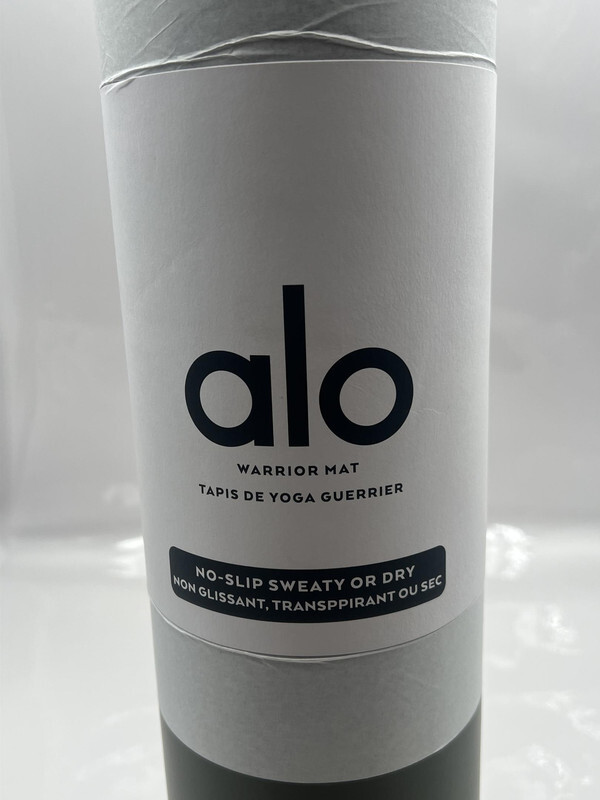 alo
WARRIOR MAT
TAPIS DE YOGA GUERRIER
NO-SLIP SWEATY OR DRY
NON GLISSANT, TRANSPPIRANT OU SEC